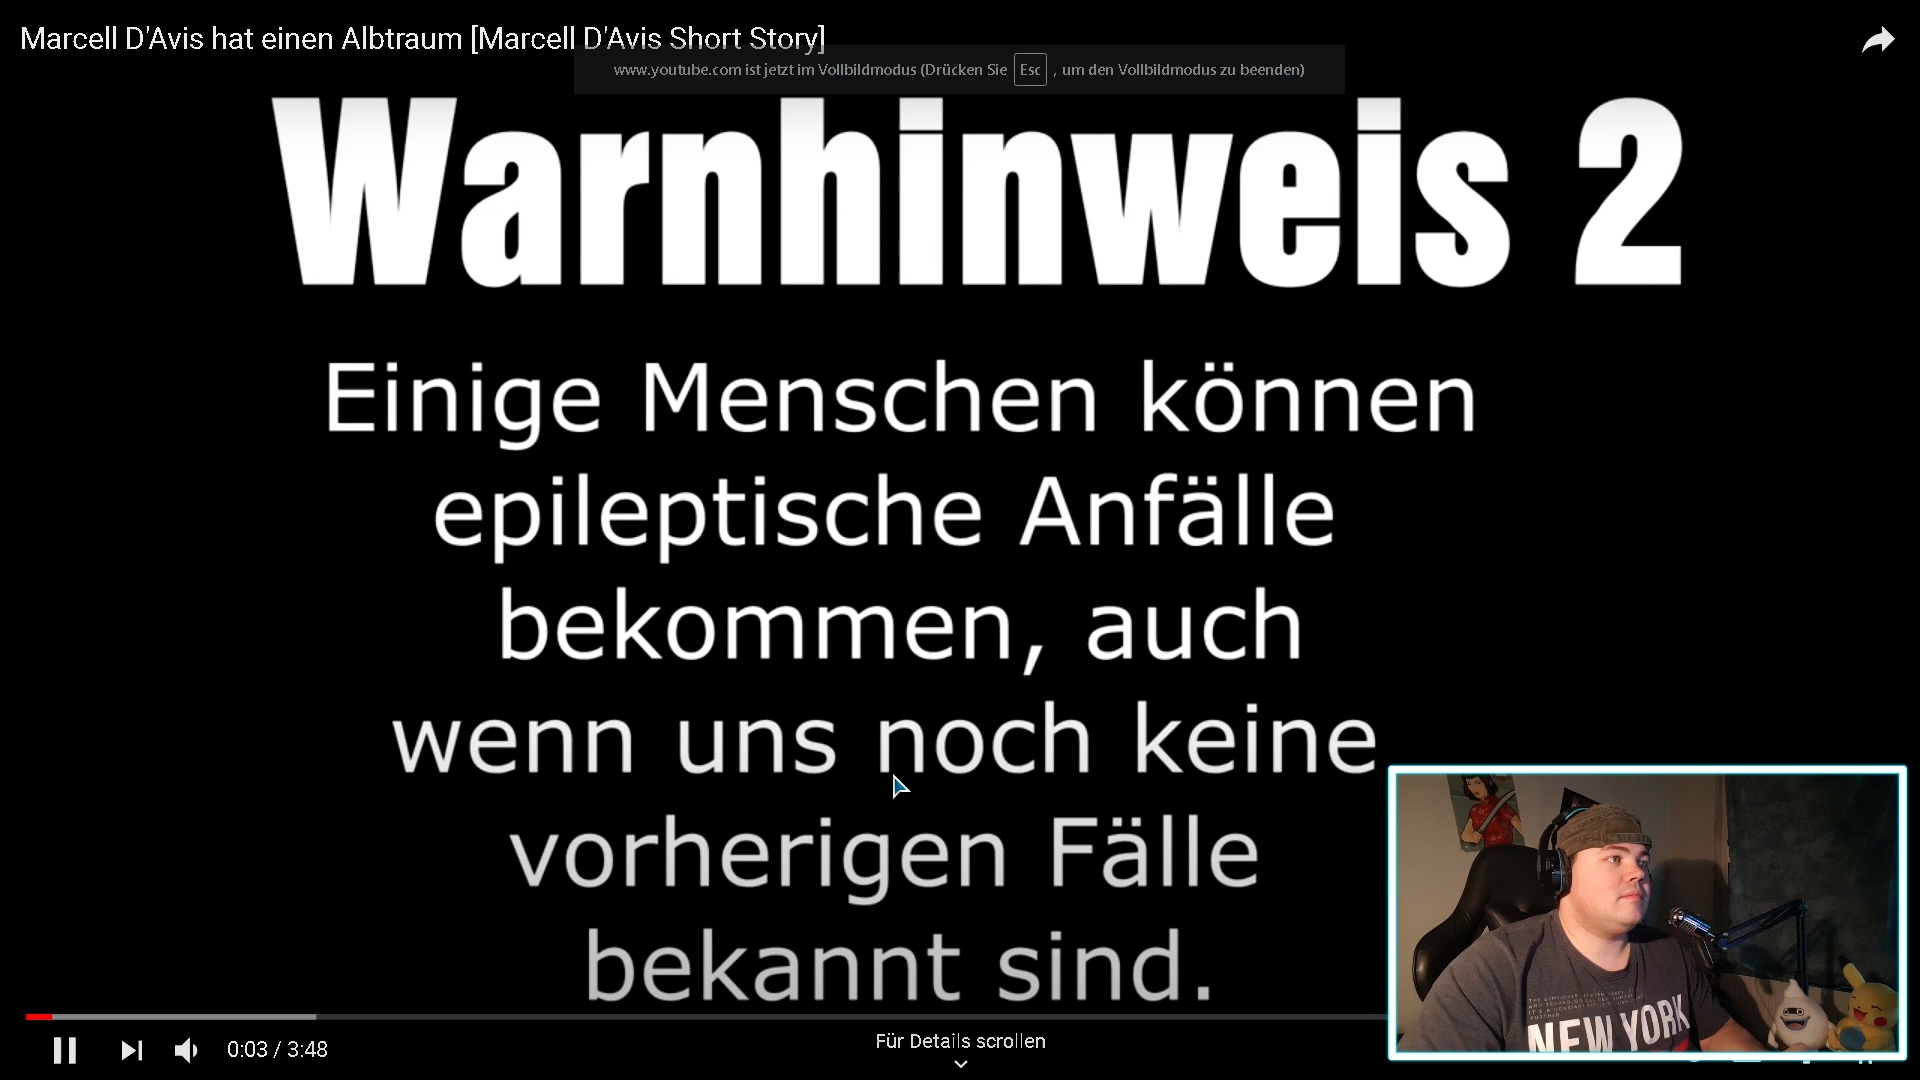 Marcell D'Avis hat einen Albtraum [Marcell D'Avis Short Story]
www.youtube.com ist jetzt im Vollbildmodus (Drücken Sie Esc , um den Vollbildmodus zu beenden)
Warnhinweis 2
Einige Menschen können
epileptische Anfälle
bekommen, auch
wenn uns noch keine
vorherigen Fälle
bekannt sind.
0:03 / 3:48
Für Details scrollen
NEW YORK